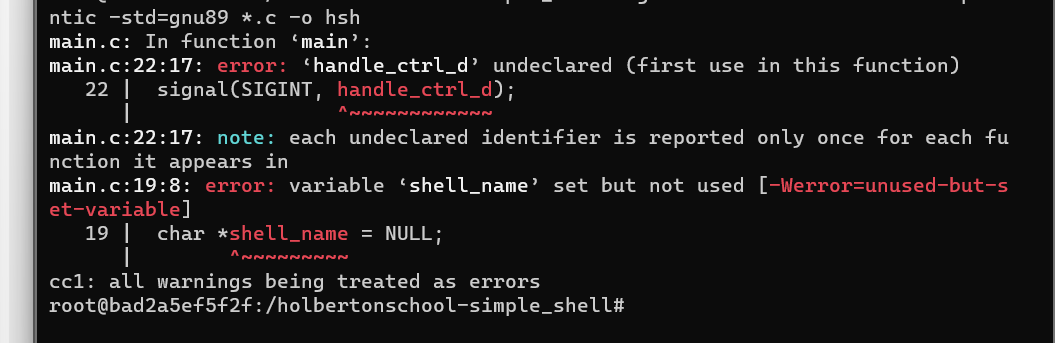 ntic -std=gnu89 *.c -o hsh
main.c: In function ‘main’:
main.c:22:17: error: ‘handle_ctrl_d’ undeclared (first use in this function)
   22 |  signal(SIGINT, handle_ctrl_d);
      |                 ^~~~~~~~~~~~~
main.c:22:17: note: each undeclared identifier is reported only once for each fu
nction it appears in
main.c:19:8: error: variable ‘shell_name’ set but not used [-Werror=unused-but-s
et-variable]
   19 |  char *shell_name = NULL;
      |        ^~~~~~~~~~
cc1: all warnings being treated as errors
root@bad2a5ef5f2f:/holbertonschool-simple_shell#